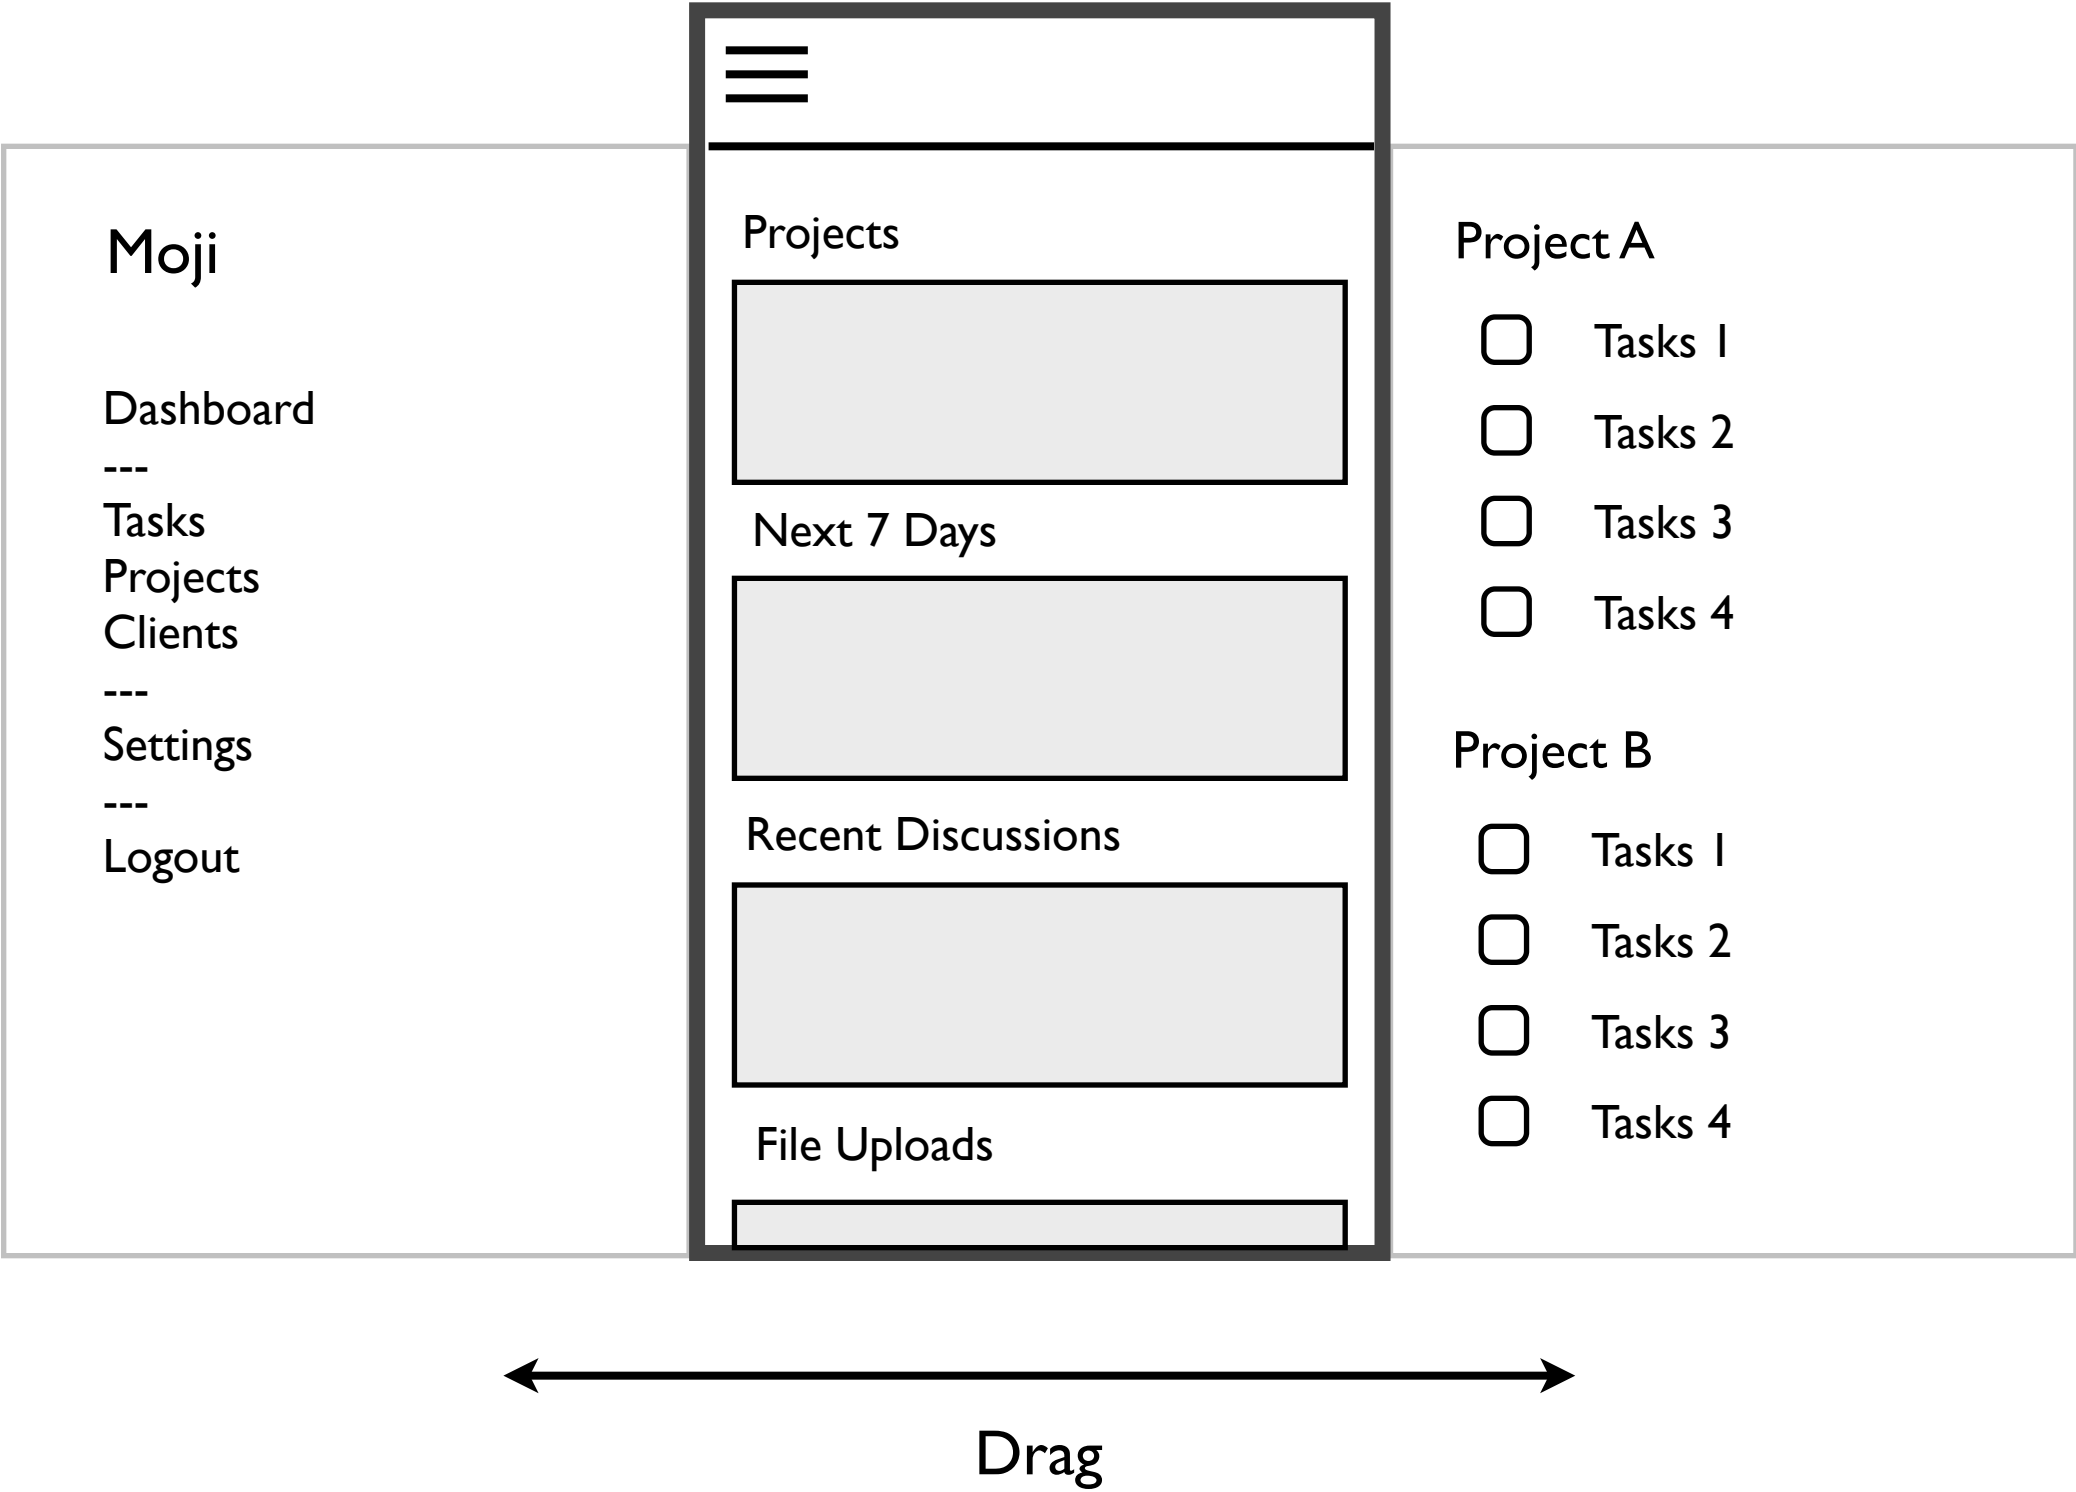 Moji
Dashboard
---
Tasks
Projects
Clients
---
Settings
---
Logout
Projects
Next 7 Days
Recent Discussions
File Uploads
Project A
Tasks 1
Tasks 2
Tasks 3
Tasks 4
Project B
Tasks 1
Tasks 2
Tasks 3
Tasks 4
Drag